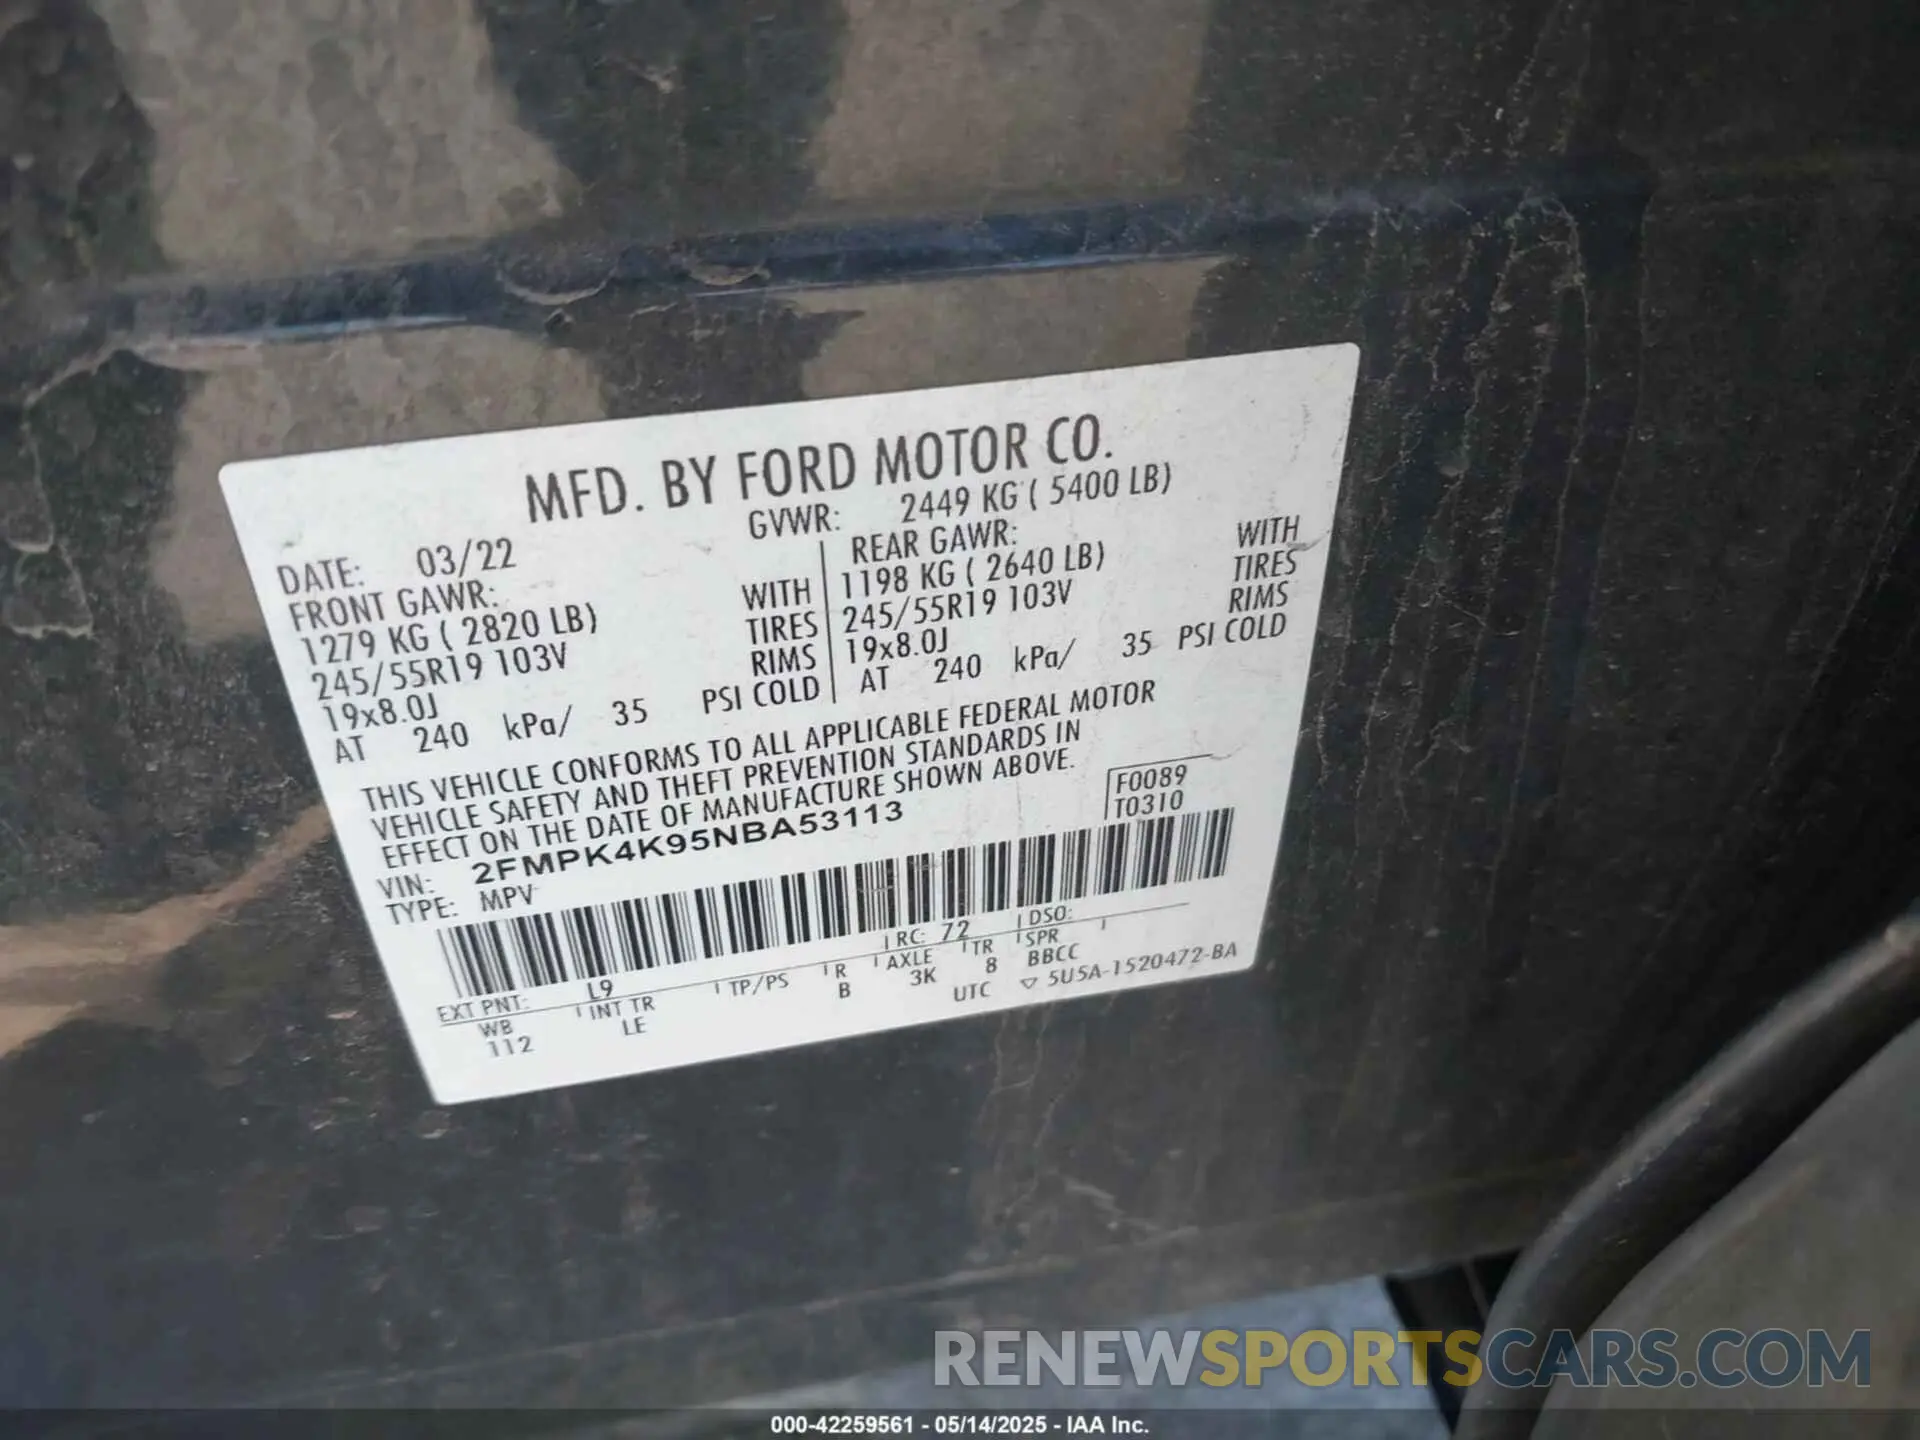 MFD. BY FORD MOTOR CO.
DATE: 03/22 GVWR: 2449 KG ( 5400 LB)
FRONT GAWR: REAR GAWR:
1279 KG ( 2820 LB) WITH 1198 KG ( 2640 LB) WITH
245/55R19 103V TIRES 245/55R19 103V TIRES
19x8.0J RIMS 19x8.0J RIMS
AT 240 kPa/ 35 PSI COLD AT 240 kPa/ 35 PSI COLD
THIS VEHICLE CONFORMS TO ALL APPLICABLE FEDERAL MOTOR
VEHICLE SAFETY AND THEFT PREVENTION STANDARDS IN
EFFECT ON THE DATE OF MANUFACTURE SHOWN ABOVE.
F0089
T0310
VIN: 2FMPK4K95NBA53113
TYPE: MPV
EXT PNT: L9 RC: 72 DSO:
WB INT TR TP/PS R AXLE TR SPR
112 LE B 3K 8 BBCC
UTC ▽ 5U5A-1520472-BA
RENEWSPORTSCARS.COM
000-42259561 - 05/14/2025 - IAA Inc.